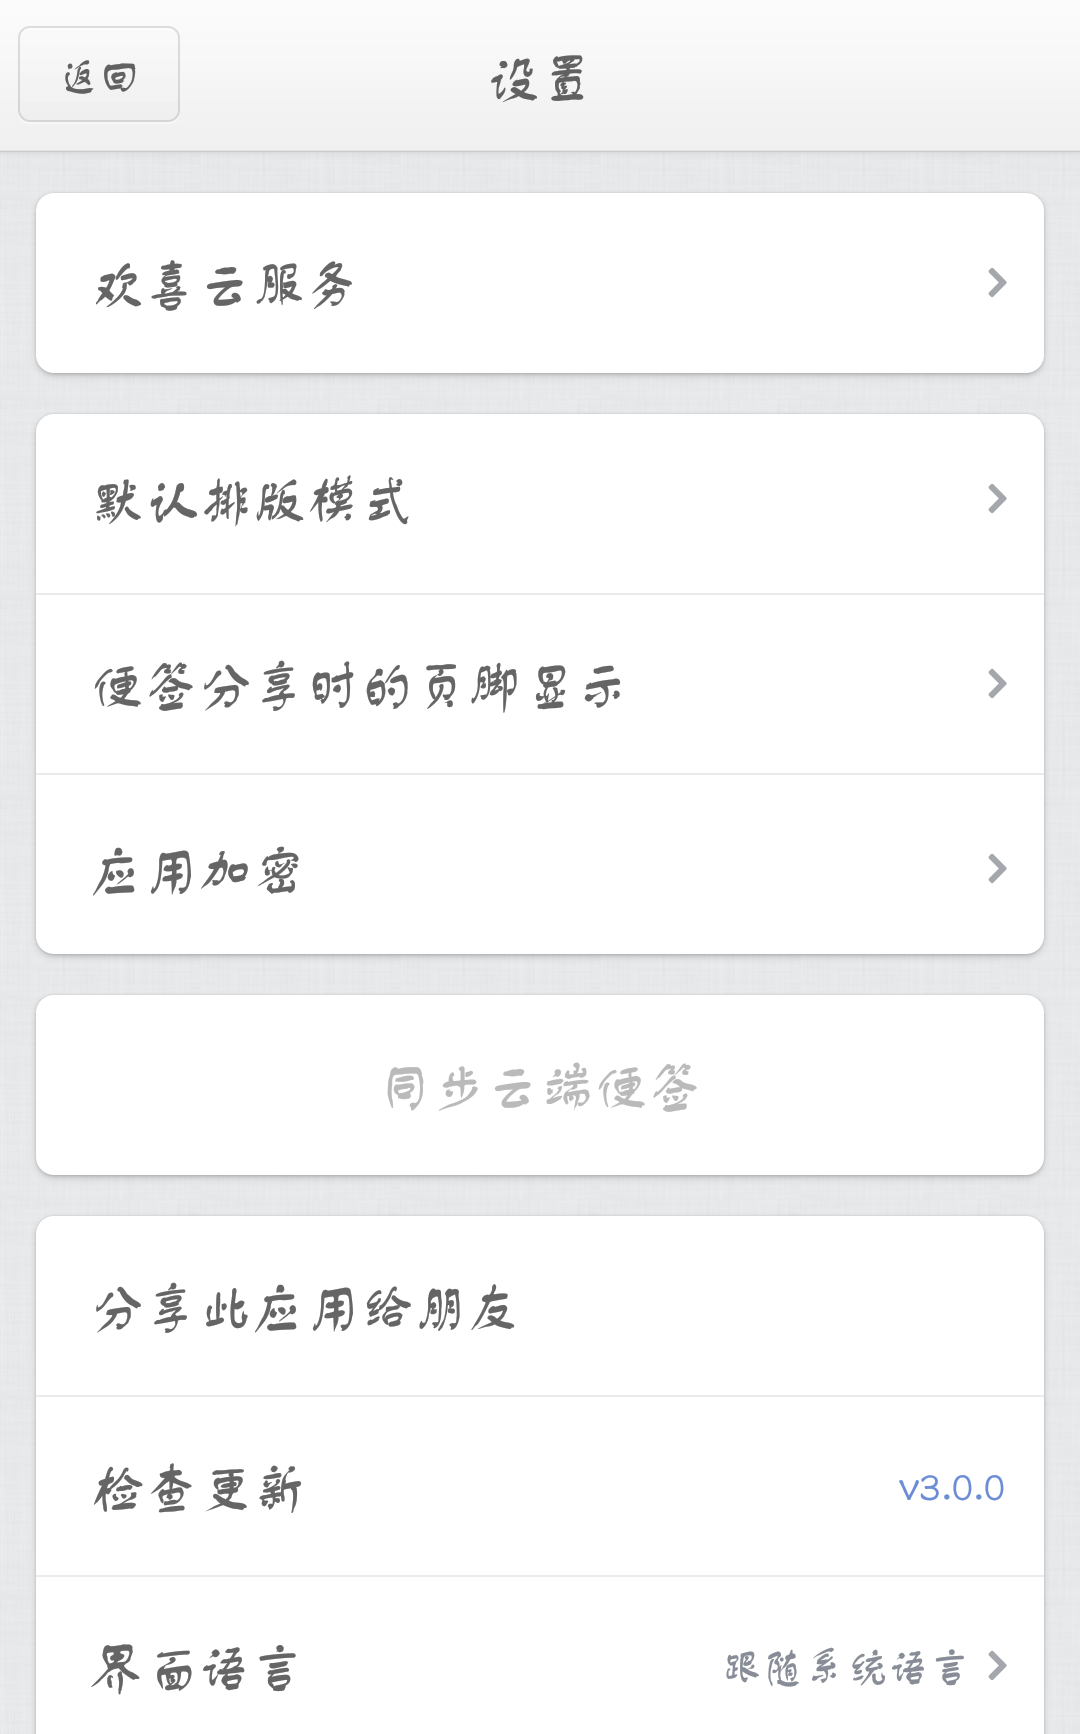 返回
设置
欢喜云服务
默认排版模式
便签分享时的页脚显示
应用加密
同步云端便签
分享此应用给朋友
检查更新 v3.0.0
界面语言 跟随系统语言